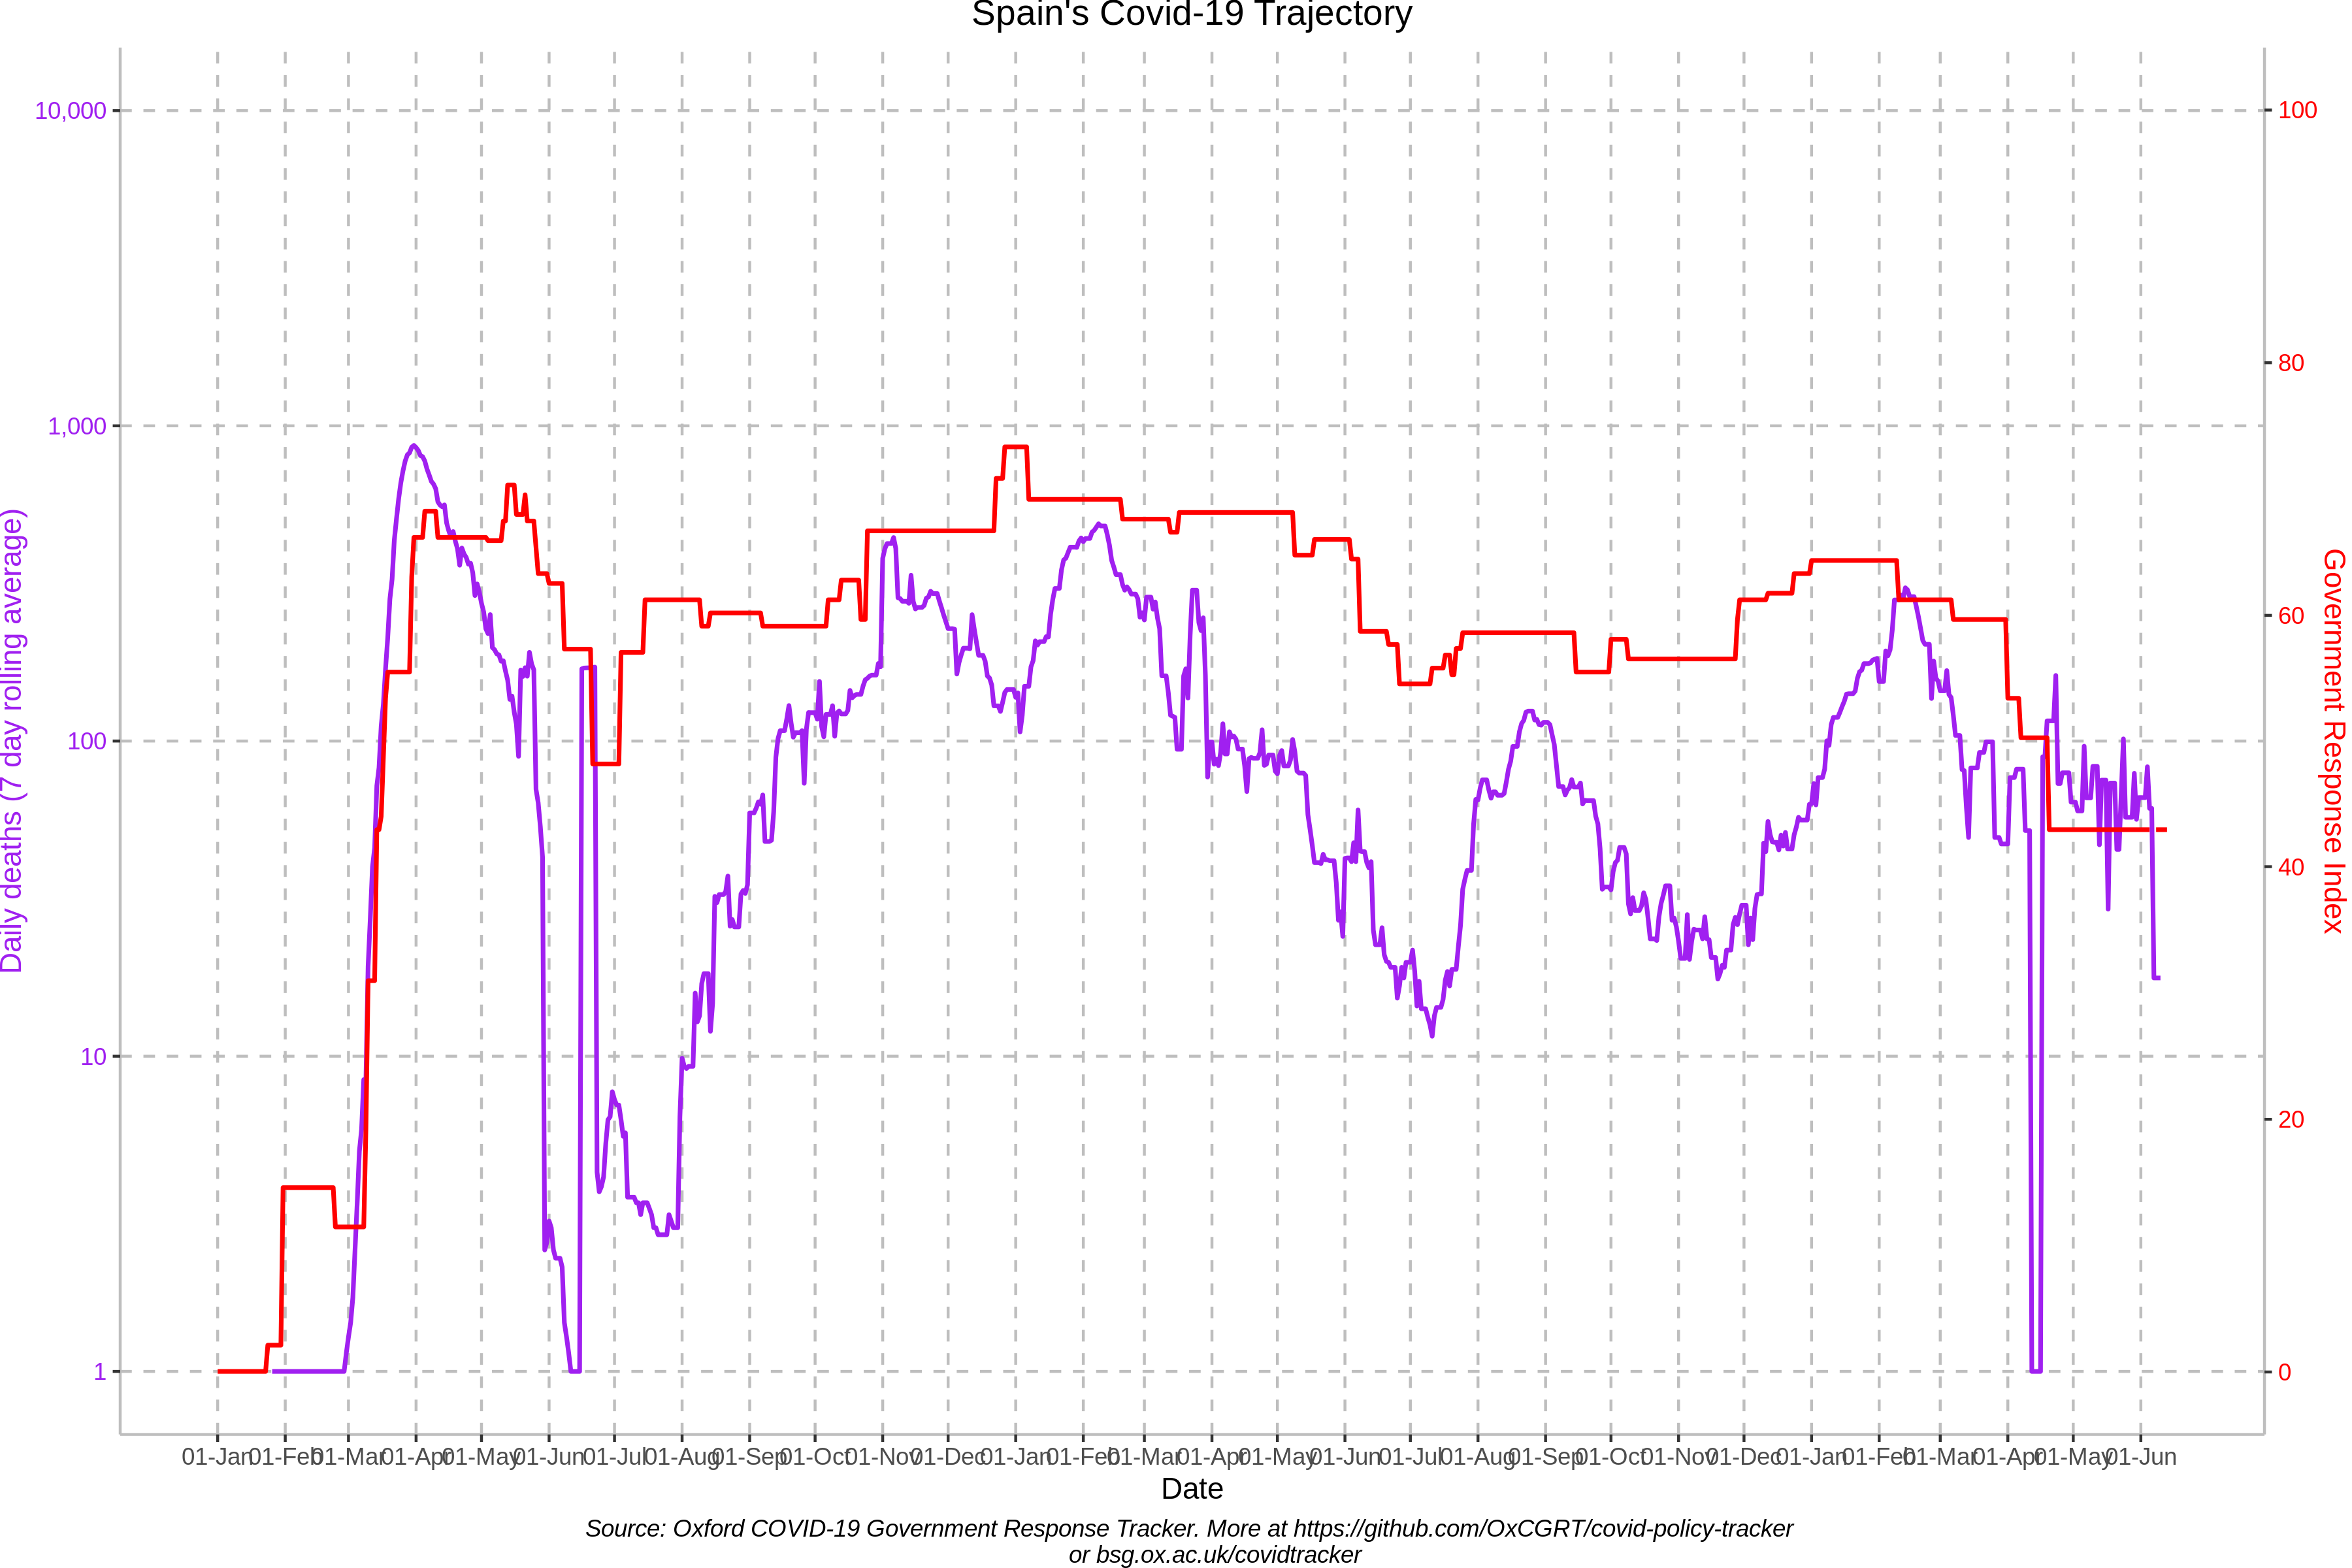 Spain's Covid-19 Trajectory
10,000
1,000
100
10
1
Daily deaths (7 day rolling average)
100
80
60
40
20
0
Government Response Index
01-Jan 01-Feb 01-Mar 01-Apr 01-May 01-Jun 01-Jul 01-Aug 01-Sep 01-Oct 01-Nov 01-Dec 01-Jan 01-Feb 01-Mar 01-Apr 01-May 01-Jun 01-Jul 01-Aug 01-Sep 01-Oct 01-Nov 01-Dec 01-Jan 01-Feb 01-Mar 01-Apr 01-May 01-Jun
Date
Source: Oxford COVID-19 Government Response Tracker. More at https://github.com/OxCGRT/covid-policy-tracker
or bsg.ox.ac.uk/covidtracker